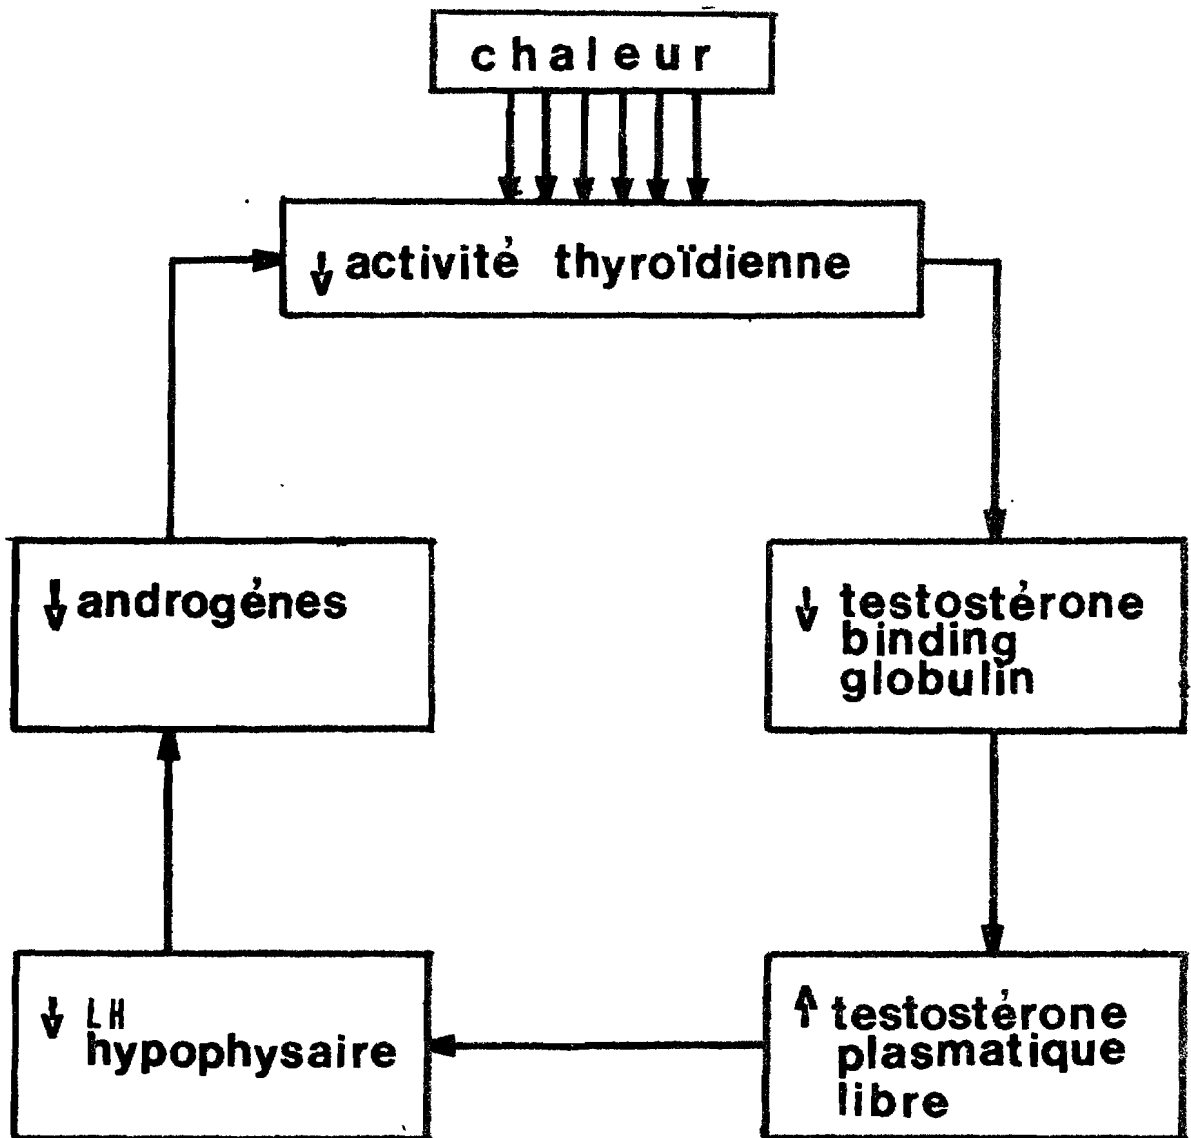 chaleur
↓ activité thyroïdienne
↓ androgénes
↓ testostérone
binding
globulin
↓ LH
hypophysaire
↑ testostérone
plasmatique
libre